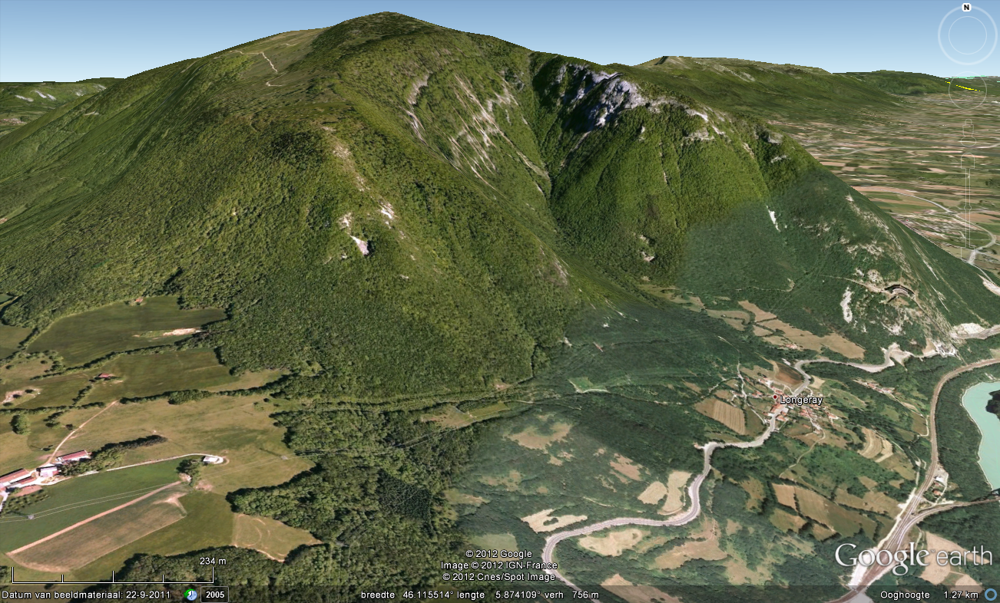 N
Longeray
234 m
© 2012 Google
Image © 2012 IGN-France
© 2012 Cnes/Spot Image
Google earth
Datum van beeldmateriaal: 22-9-2011 2005 breedte 46.115514° lengte 5.874109° verh 756 m Ooghoogte 1.27 km